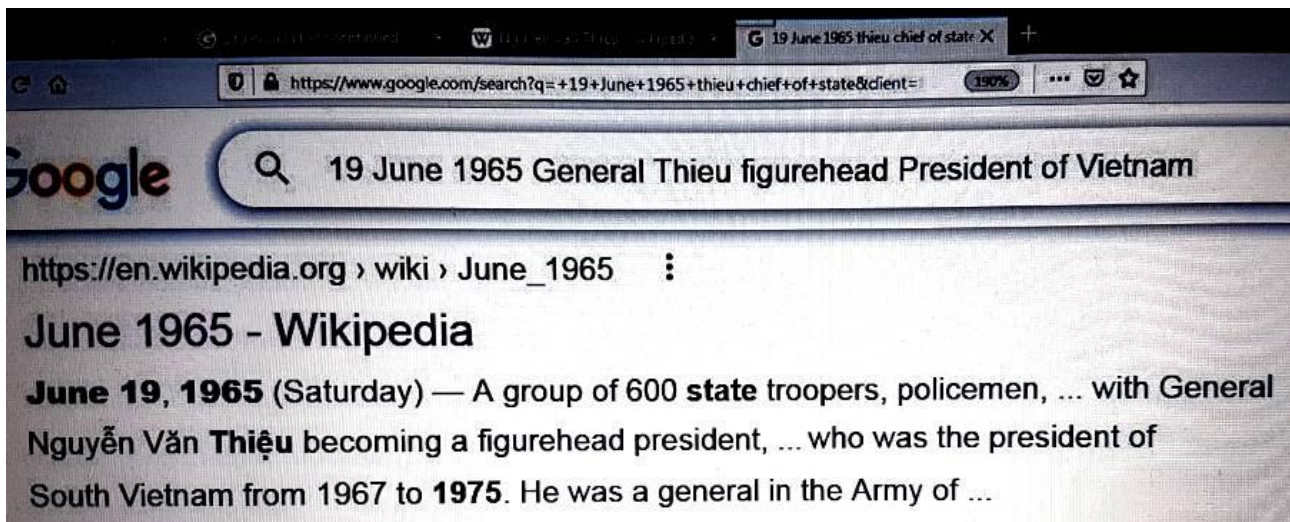 G 19 June 1965 thieu chief of state X
https://www.google.com/search?q=+19+June+1965+thieu+chief+of+state&client= 190%
Google 19 June 1965 General Thieu figurehead President of Vietnam
https://en.wikipedia.org › wiki › June_1965
June 1965 - Wikipedia
June 19, 1965 (Saturday) — A group of 600 state troopers, policemen, ... with General
Nguyễn Văn Thiệu becoming a figurehead president, ... who was the president of
South Vietnam from 1967 to 1975. He was a general in the Army of ...